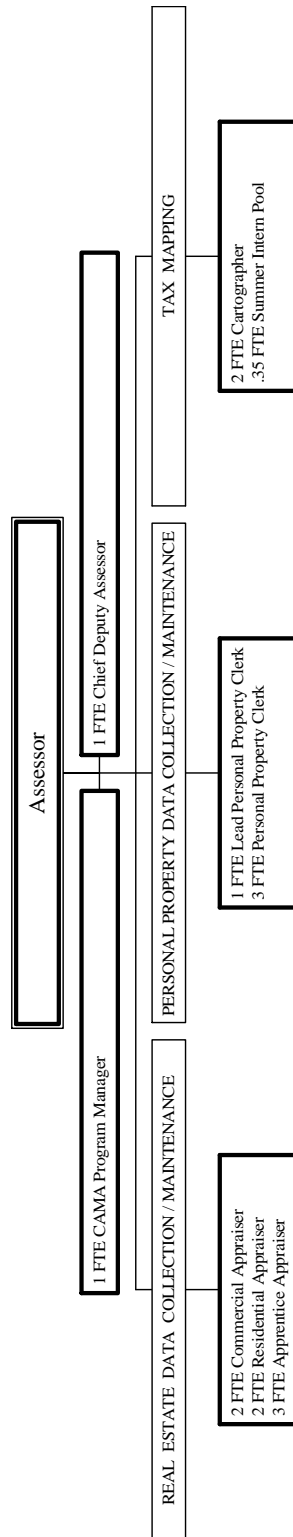 Assessor
1 FTE CAMA Program Manager
1 FTE Chief Deputy Assessor
REAL ESTATE DATA COLLECTION / MAINTENANCE
PERSONAL PROPERTY DATA COLLECTION / MAINTENANCE
TAX MAPPING
2 FTE Commercial Appraiser
2 FTE Residential Appraiser
3 FTE Apprentice Appraiser
1 FTE Lead Personal Property Clerk
3 FTE Personal Property Clerk
2 FTE Cartographer
.35 FTE Summer Intern Pool